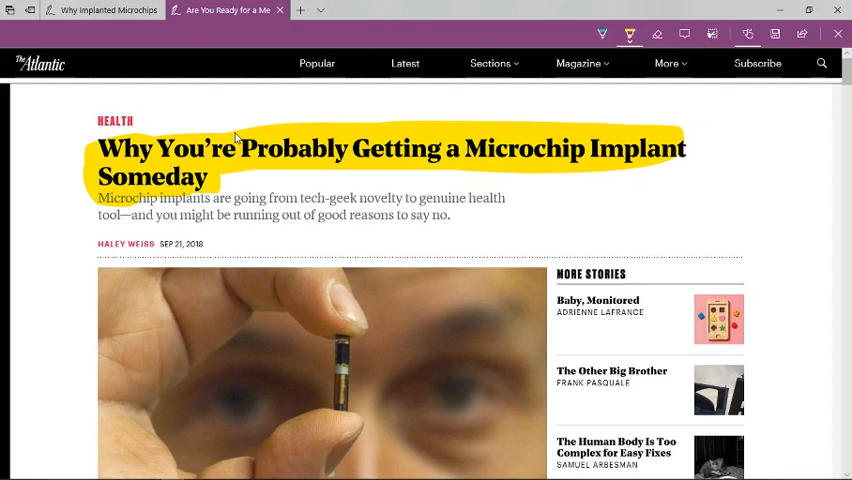 Why Implanted Microchips
Are You Ready for a Me
The Atlantic
Popular
Latest
Sections
Magazine
More
Subscribe
HEALTH
Why You're Probably Getting a Microchip Implant
Someday
Microchip implants are going from tech-geek novelty to genuine health
tool—and you might be running out of good reasons to say no.
HALEY WEISS SEP 21, 2018
MORE STORIES
Baby, Monitored
ADRIENNE LAFRANCE
The Other Big Brother
FRANK PASQUALE
The Human Body Is Too
Complex for Easy Fixes
SAMUEL ARBESMAN